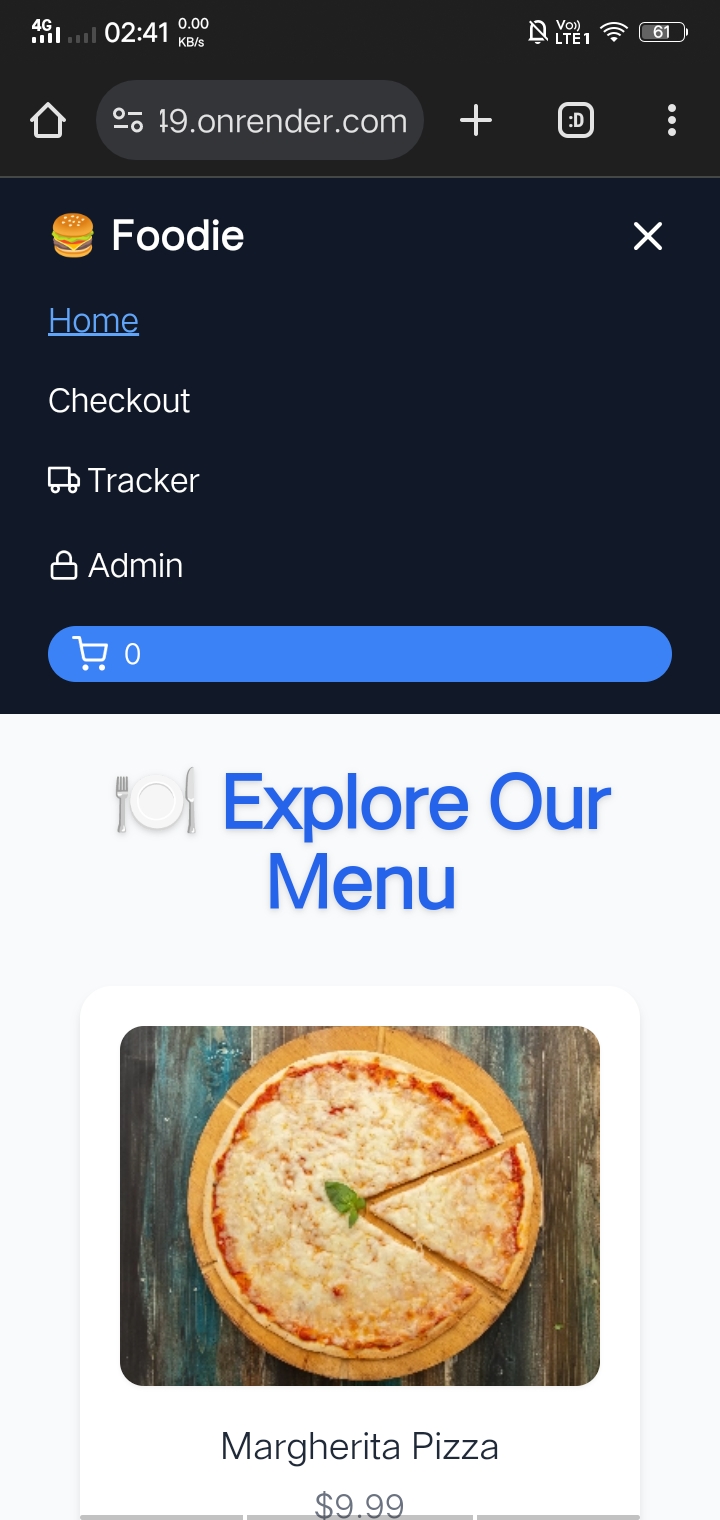 4G 02:41 0.00 KB/s Vo)) LTE1 61
49.onrender.com :D
🍔 Foodie
Home
Checkout
Tracker
Admin
0
🍽️ Explore Our
Menu
Margherita Pizza
$9.99